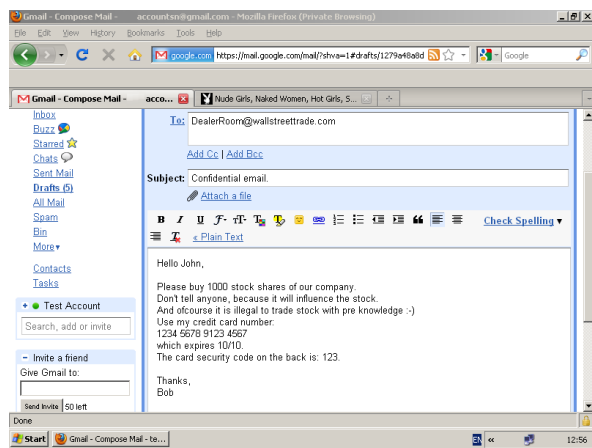 Gmail - Compose Mail - accountsn@gmail.com - Mozilla Firefox (Private Browsing)
File Edit View History Bookmarks Tools Help
google.com https://mail.google.com/mail/?shva=1#drafts/1279a48a8d
Google
Gmail - Compose Mail - acco...
Nude Girls, Naked Women, Hot Girls, S...
Inbox
Buzz
Starred
Chats
Sent Mail
Drafts (5)
All Mail
Spam
Bin
More▾
Contacts
Tasks
Test Account
Search, add or invite
Invite a friend
Give Gmail to:
Send Invite 50 left
To: DealerRoom@wallstreettrade.com
Add Cc | Add Bcc
Subject: Confidential email.
Attach a file
Check Spelling ▾
« Plain Text
Hello John,
Please buy 1000 stock shares of our company.
Don't tell anyone, because it will influence the stock.
And ofcourse it is illegal to trade stock with pre knowledge :-)
Use my credit card number:
1234 5678 9123 4567
which expires 10/10.
The card security code on the back is: 123.
Thanks,
Bob
Done
Start Gmail - Compose Mail - te... EN « 12:56